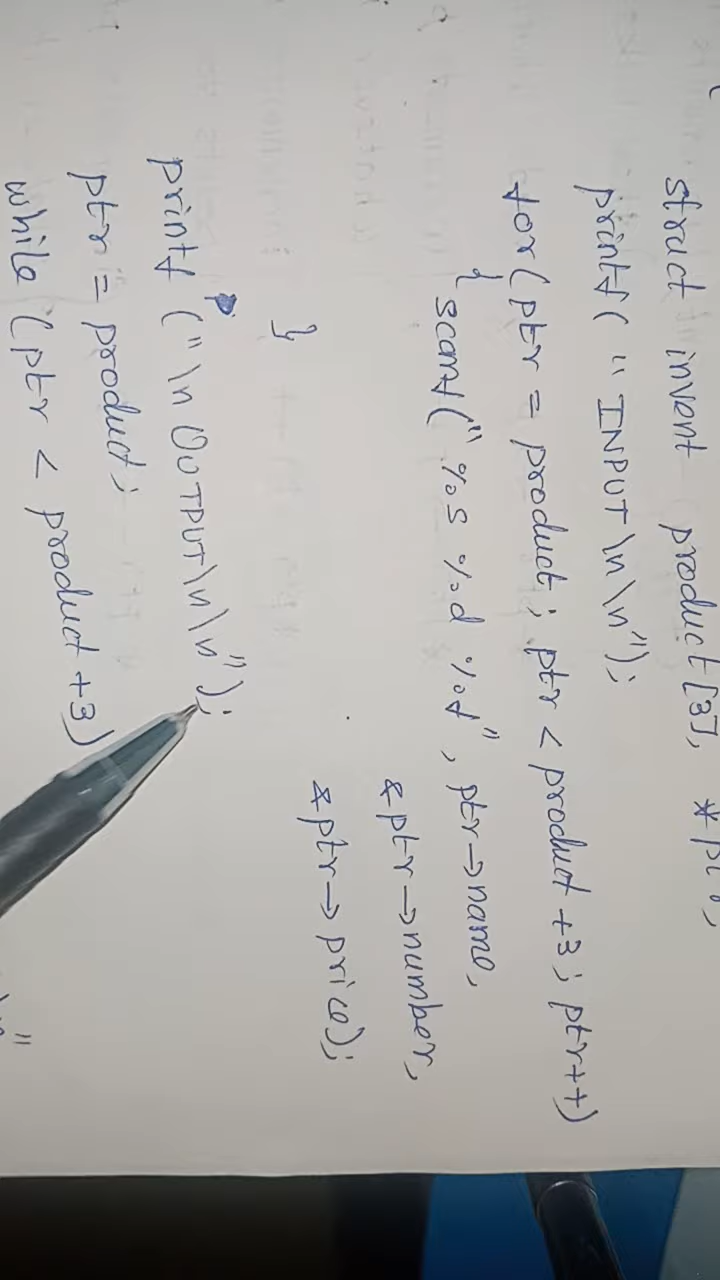 struct invent product[3], *ptr;
printf( "INPUT\n\n");
for( ptr = product; ptr < product +3; ptr++)
{ scanf( "%s %d %f", ptr→name,
&ptr→number,
&ptr→price);
}
printf ("\n OUTPUT\n\n");
ptr = product;
while (ptr < product +3)